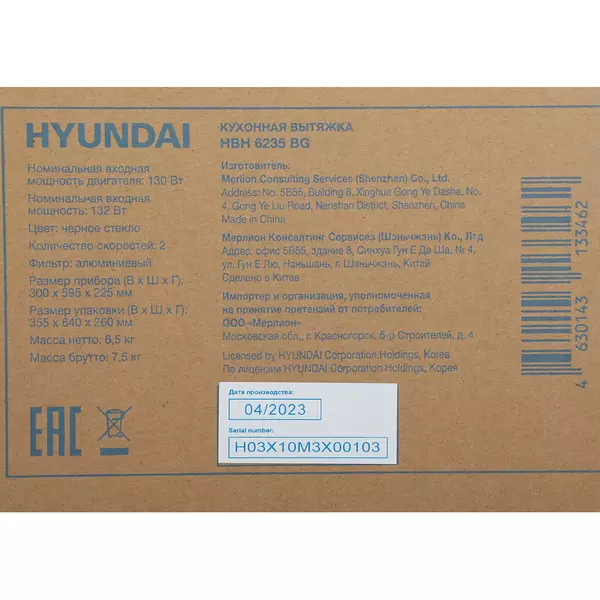 HYUNDAI
Номинальная входная
мощность двигателя: 130 Вт
Номинальная входная
мощность: 132 Вт
Цвет: черное стекло
Количество скоростей: 2
Фильтр: алюминиевый
Размер прибора (В х Ш х Г):
300 х 595 х 225 мм
Размер упаковки (В х Ш х Г):
355 х 640 х 260 мм
Масса нетто: 6,5 кг
Масса брутто: 7,5 кг
EAC
КУХОННАЯ ВЫТЯЖКА
HBH 6235 BG
Изготовитель:
Merlion Consulting Services (Shenzhen) Co., Ltd.
Address: No. 5B55, Building 8, Xinghua Gong Ye Dasha, No.
4, Gong Ye Liu Road, Nanshan District, Shenzhen, China
Made in China
Мерлион Консалтинг Сервисез (Шэньчжэнь) Ко., Лтд
Адрес: офис 5B55, здание 8, Синхуа Гун Е Да Ша, № 4,
ул. Гун Е Лю, Наньшань, г. Шэньчжэнь, Китай
Сделано в Китае
Импортер и организация, уполномоченная
на принятие претензий от потребителей:
ООО «Мерлион»
Московская обл., г. Красногорск, б-р Строителей, д. 4
Licensed by HYUNDAI Corporation Holdings, Korea
По лицензии HYUNDAI Corporation Holdings, Корея
Дата производства:
04/2023
Serial number:
H03X10M3X00103
4 630143 133462